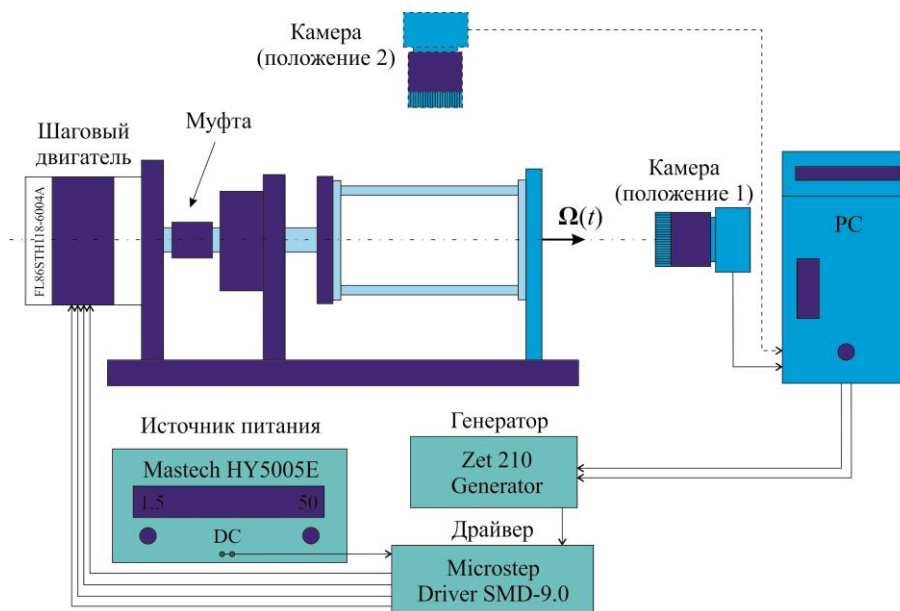 Камера
(положение 2)
Шаговый
двигатель
Муфта
Камера
(положение 1)
FL86STH118-6004A
Ω(t)
PC
Источник питания
Генератор
Mastech HY5005E
1.5 50
DC
Zet 210
Generator
Драйвер
Microstep
Driver SMD-9.0